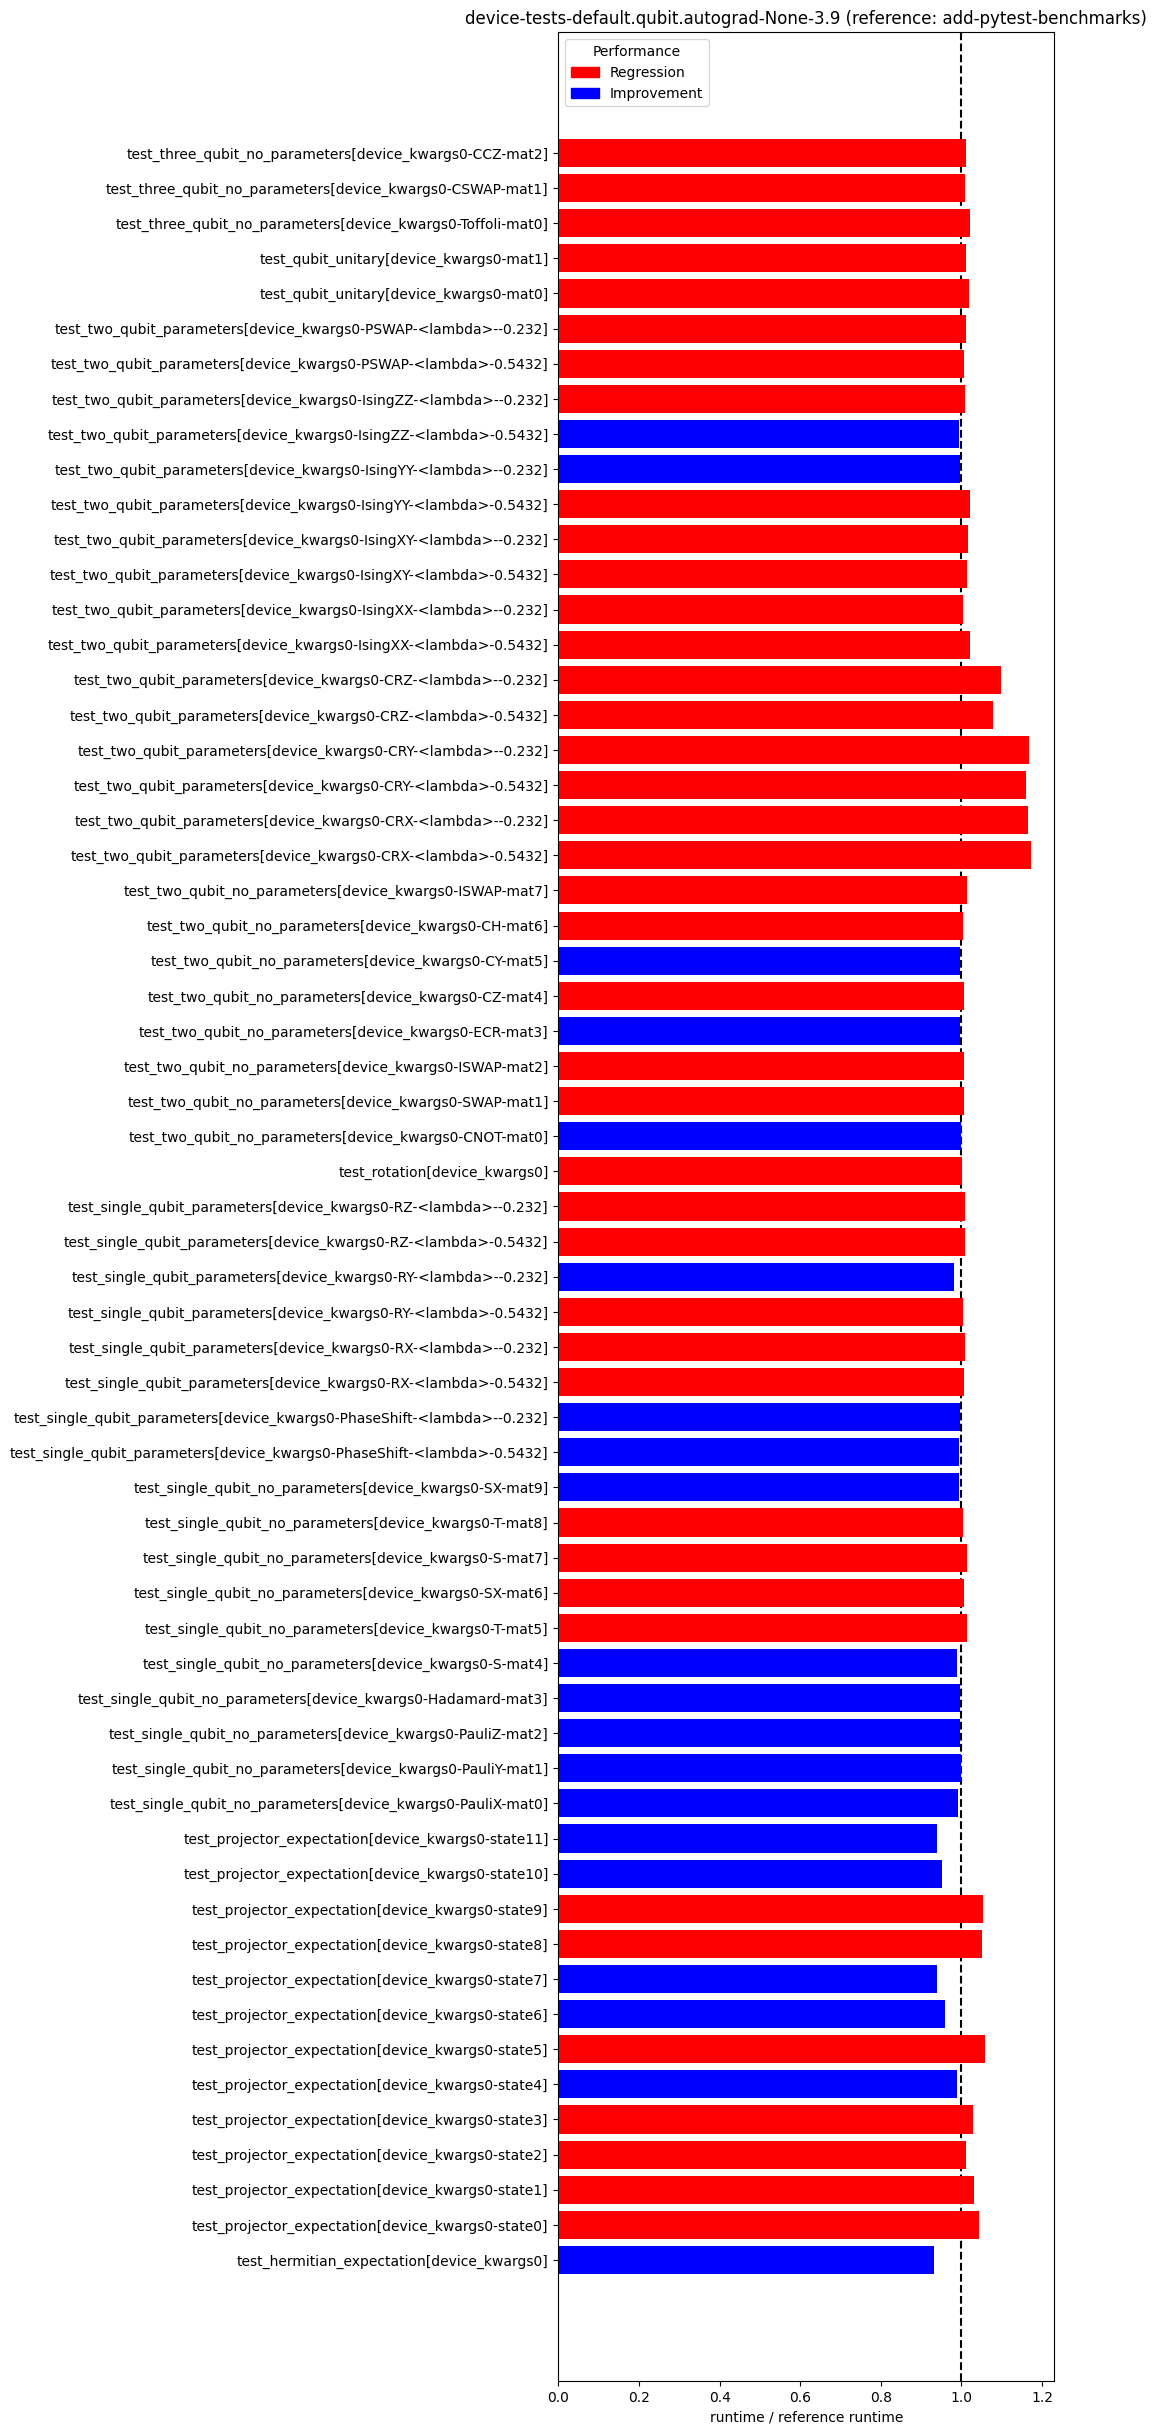 device-tests-default.qubit.autograd-None-3.9 (reference: add-pytest-benchmarks)
Performance
Regression
Improvement
test_three_qubit_no_parameters[device_kwargs0-CCZ-mat2]
test_three_qubit_no_parameters[device_kwargs0-CSWAP-mat1]
test_three_qubit_no_parameters[device_kwargs0-Toffoli-mat0]
test_qubit_unitary[device_kwargs0-mat1]
test_qubit_unitary[device_kwargs0-mat0]
test_two_qubit_parameters[device_kwargs0-PSWAP-<lambda>--0.232]
test_two_qubit_parameters[device_kwargs0-PSWAP-<lambda>-0.5432]
test_two_qubit_parameters[device_kwargs0-IsingZZ-<lambda>--0.232]
test_two_qubit_parameters[device_kwargs0-IsingZZ-<lambda>-0.5432]
test_two_qubit_parameters[device_kwargs0-IsingYY-<lambda>--0.232]
test_two_qubit_parameters[device_kwargs0-IsingYY-<lambda>-0.5432]
test_two_qubit_parameters[device_kwargs0-IsingXY-<lambda>--0.232]
test_two_qubit_parameters[device_kwargs0-IsingXY-<lambda>-0.5432]
test_two_qubit_parameters[device_kwargs0-IsingXX-<lambda>--0.232]
test_two_qubit_parameters[device_kwargs0-IsingXX-<lambda>-0.5432]
test_two_qubit_parameters[device_kwargs0-CRZ-<lambda>--0.232]
test_two_qubit_parameters[device_kwargs0-CRZ-<lambda>-0.5432]
test_two_qubit_parameters[device_kwargs0-CRY-<lambda>--0.232]
test_two_qubit_parameters[device_kwargs0-CRY-<lambda>-0.5432]
test_two_qubit_parameters[device_kwargs0-CRX-<lambda>--0.232]
test_two_qubit_parameters[device_kwargs0-CRX-<lambda>-0.5432]
test_two_qubit_no_parameters[device_kwargs0-ISWAP-mat7]
test_two_qubit_no_parameters[device_kwargs0-CH-mat6]
test_two_qubit_no_parameters[device_kwargs0-CY-mat5]
test_two_qubit_no_parameters[device_kwargs0-CZ-mat4]
test_two_qubit_no_parameters[device_kwargs0-ECR-mat3]
test_two_qubit_no_parameters[device_kwargs0-ISWAP-mat2]
test_two_qubit_no_parameters[device_kwargs0-SWAP-mat1]
test_two_qubit_no_parameters[device_kwargs0-CNOT-mat0]
test_rotation[device_kwargs0]
test_single_qubit_parameters[device_kwargs0-RZ-<lambda>--0.232]
test_single_qubit_parameters[device_kwargs0-RZ-<lambda>-0.5432]
test_single_qubit_parameters[device_kwargs0-RY-<lambda>--0.232]
test_single_qubit_parameters[device_kwargs0-RY-<lambda>-0.5432]
test_single_qubit_parameters[device_kwargs0-RX-<lambda>--0.232]
test_single_qubit_parameters[device_kwargs0-RX-<lambda>-0.5432]
test_single_qubit_parameters[device_kwargs0-PhaseShift-<lambda>--0.232]
test_single_qubit_parameters[device_kwargs0-PhaseShift-<lambda>-0.5432]
test_single_qubit_no_parameters[device_kwargs0-SX-mat9]
test_single_qubit_no_parameters[device_kwargs0-T-mat8]
test_single_qubit_no_parameters[device_kwargs0-S-mat7]
test_single_qubit_no_parameters[device_kwargs0-SX-mat6]
test_single_qubit_no_parameters[device_kwargs0-T-mat5]
test_single_qubit_no_parameters[device_kwargs0-S-mat4]
test_single_qubit_no_parameters[device_kwargs0-Hadamard-mat3]
test_single_qubit_no_parameters[device_kwargs0-PauliZ-mat2]
test_single_qubit_no_parameters[device_kwargs0-PauliY-mat1]
test_single_qubit_no_parameters[device_kwargs0-PauliX-mat0]
test_projector_expectation[device_kwargs0-state11]
test_projector_expectation[device_kwargs0-state10]
test_projector_expectation[device_kwargs0-state9]
test_projector_expectation[device_kwargs0-state8]
test_projector_expectation[device_kwargs0-state7]
test_projector_expectation[device_kwargs0-state6]
test_projector_expectation[device_kwargs0-state5]
test_projector_expectation[device_kwargs0-state4]
test_projector_expectation[device_kwargs0-state3]
test_projector_expectation[device_kwargs0-state2]
test_projector_expectation[device_kwargs0-state1]
test_projector_expectation[device_kwargs0-state0]
test_hermitian_expectation[device_kwargs0]
0.0 0.2 0.4 0.6 0.8 1.0 1.2
runtime / reference runtime